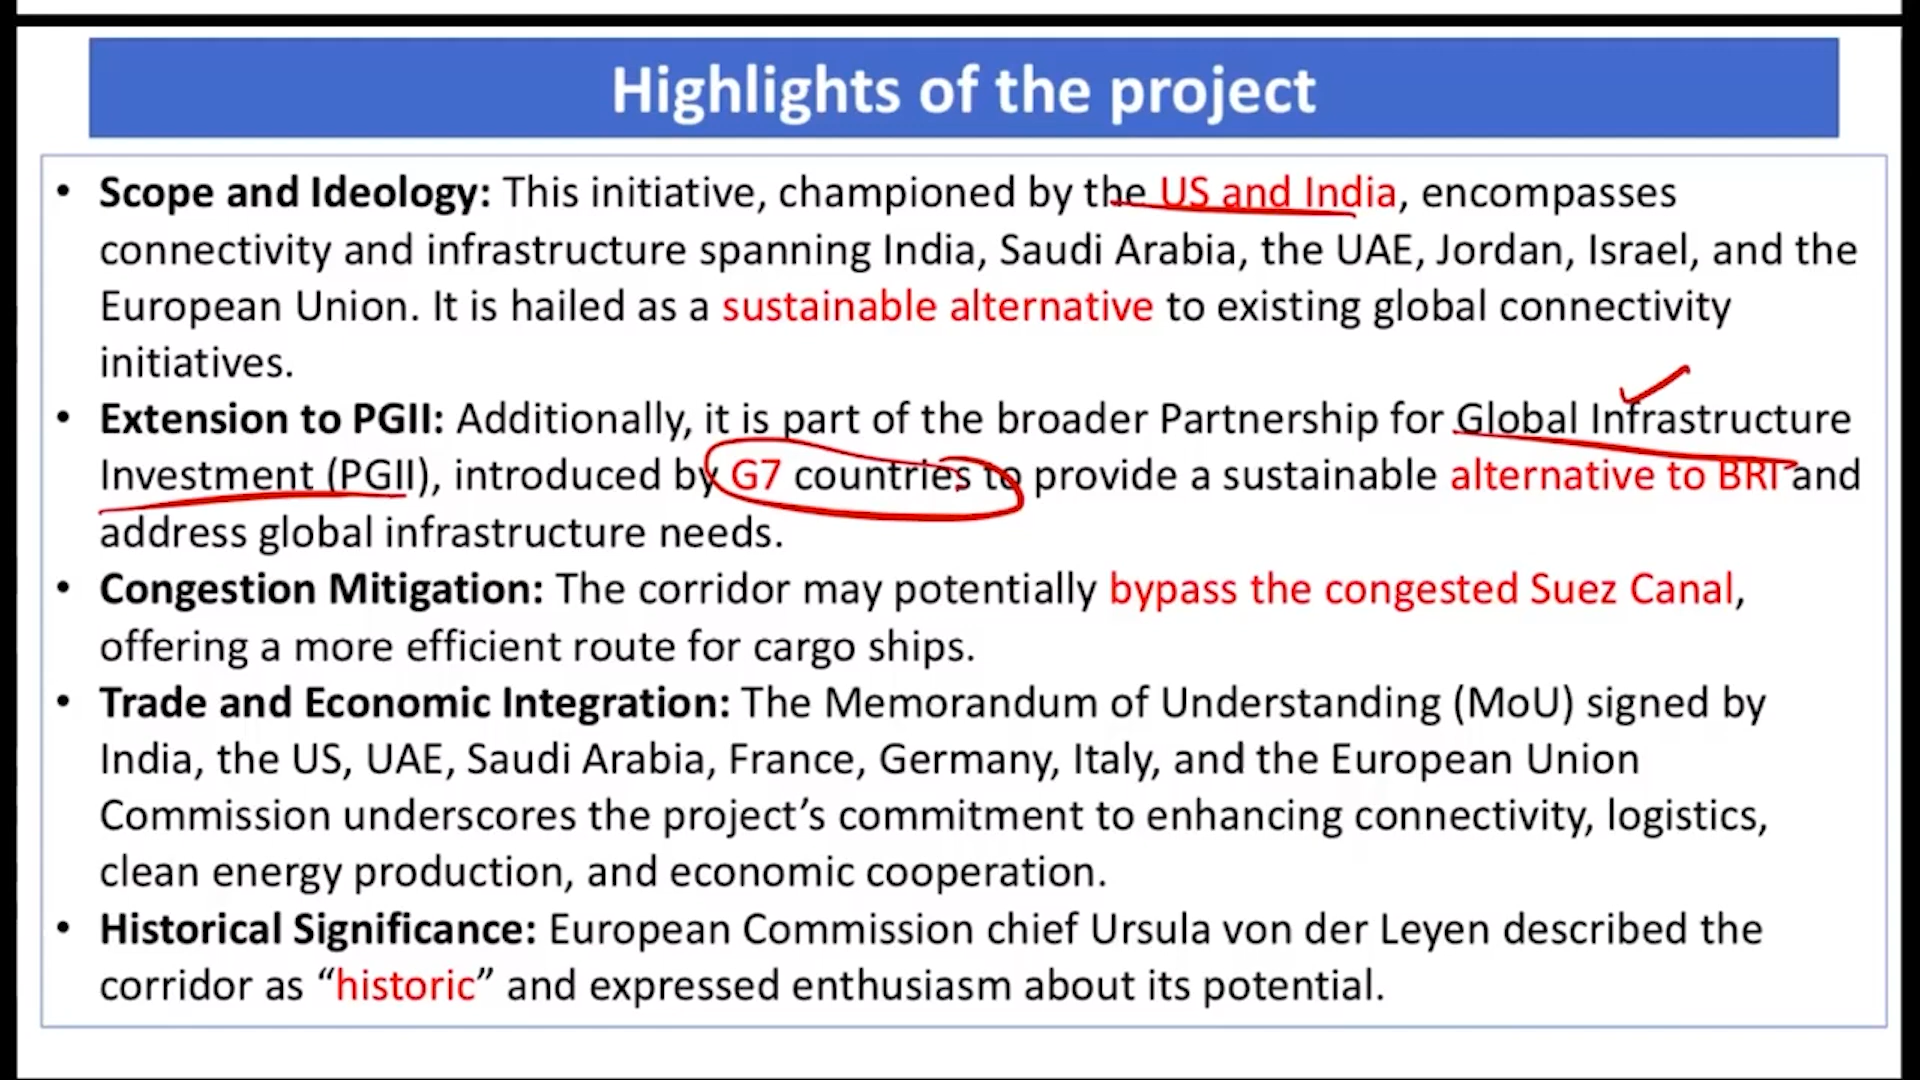 Highlights of the project
• Scope and Ideology: This initiative, championed by the US and India, encompasses
connectivity and infrastructure spanning India, Saudi Arabia, the UAE, Jordan, Israel, and the
European Union. It is hailed as a sustainable alternative to existing global connectivity
initiatives.
• Extension to PGII: Additionally, it is part of the broader Partnership for Global Infrastructure
Investment (PGII), introduced by G7 countries to provide a sustainable alternative to BRI and
address global infrastructure needs.
• Congestion Mitigation: The corridor may potentially bypass the congested Suez Canal,
offering a more efficient route for cargo ships.
• Trade and Economic Integration: The Memorandum of Understanding (MoU) signed by
India, the US, UAE, Saudi Arabia, France, Germany, Italy, and the European Union
Commission underscores the project’s commitment to enhancing connectivity, logistics,
clean energy production, and economic cooperation.
• Historical Significance: European Commission chief Ursula von der Leyen described the
corridor as “historic” and expressed enthusiasm about its potential.